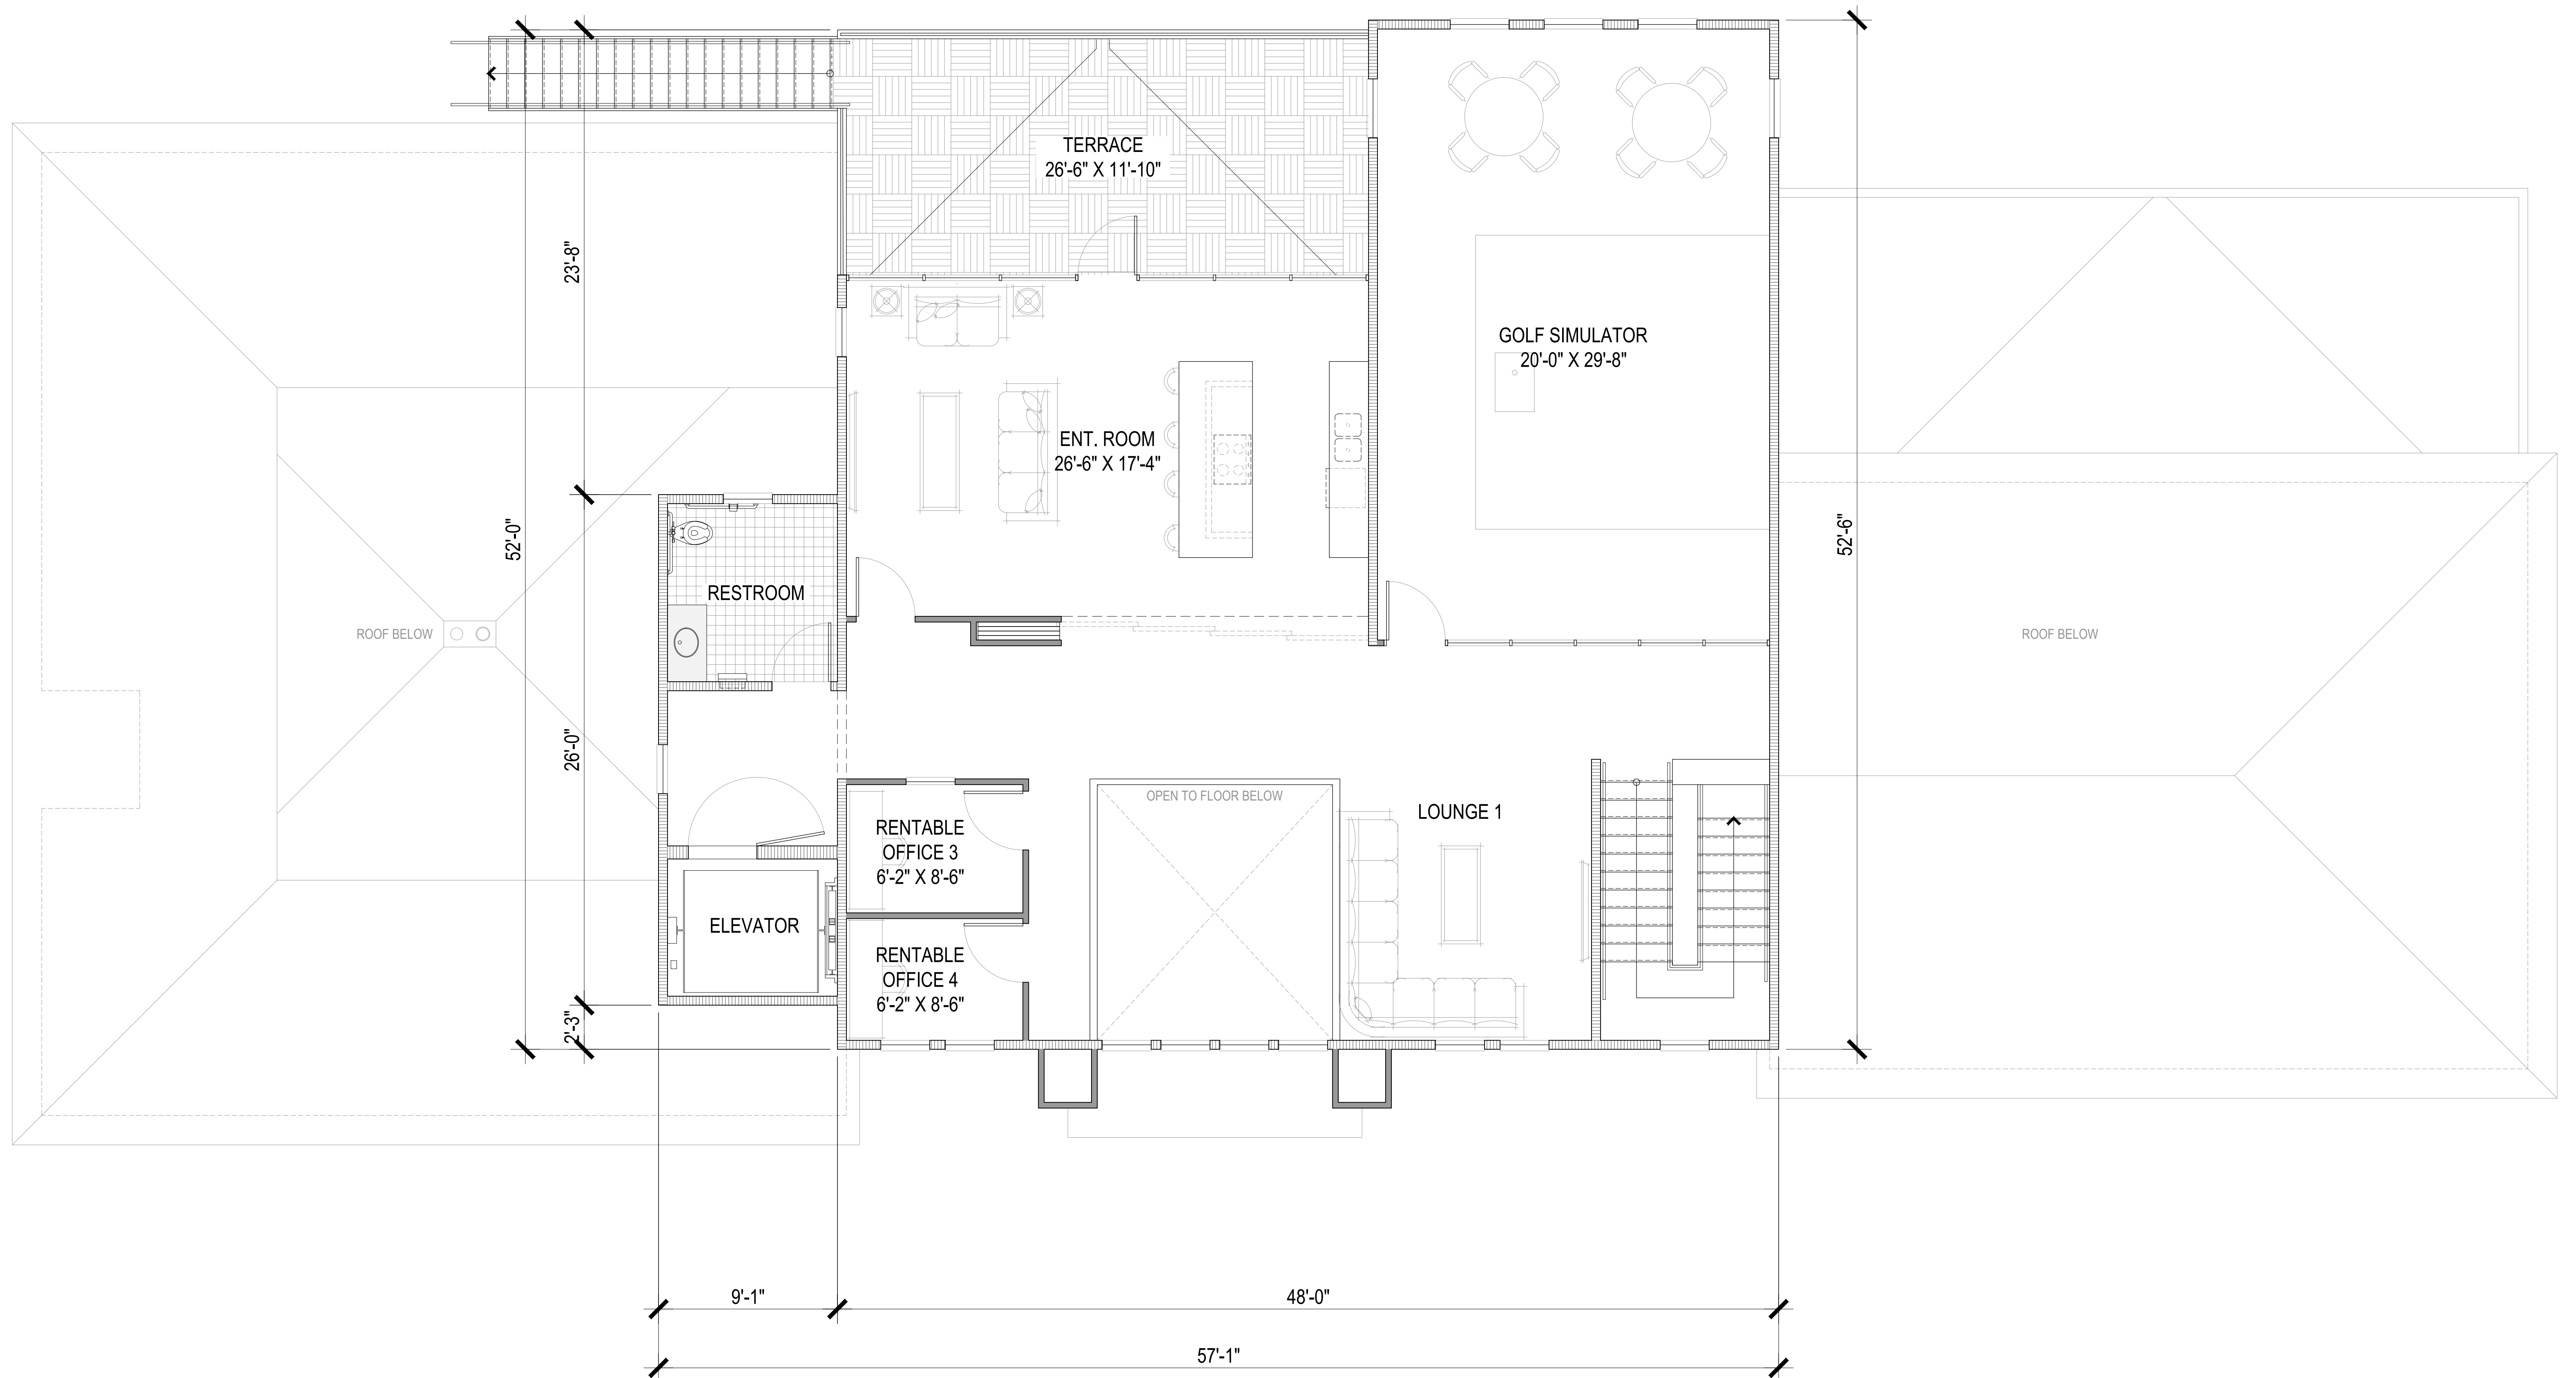 TERRACE
26'-6" X 11'-10"
23'-8"
GOLF SIMULATOR
20'-0" X 29'-8"
ENT. ROOM
26'-6" X 17'-4"
52'-0"
52'-6"
RESTROOM
ROOF BELOW
ROOF BELOW
26'-0"
OPEN TO FLOOR BELOW
LOUNGE 1
RENTABLE
OFFICE 3
6'-2" X 8'-6"
ELEVATOR
RENTABLE
OFFICE 4
6'-2" X 8'-6"
2'-3"
9'-1"
48'-0"
57'-1"